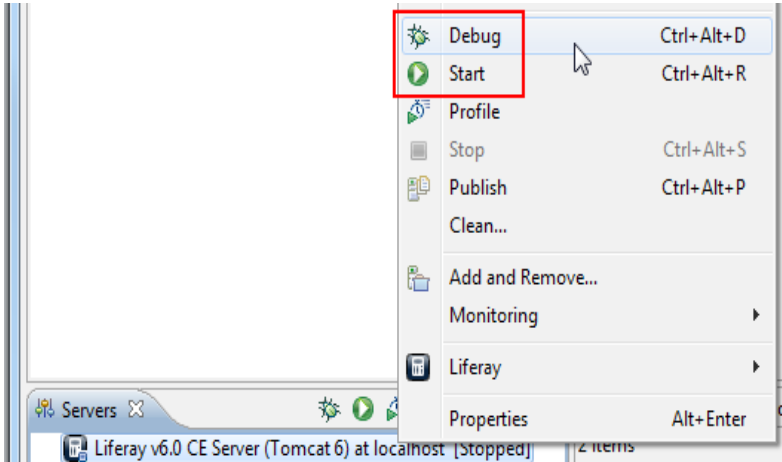 Debug Ctrl+Alt+D
Start Ctrl+Alt+R
Profile
Stop Ctrl+Alt+S
Publish Ctrl+Alt+P
Clean...
Add and Remove...
Monitoring
Liferay
Properties Alt+Enter
Servers
Liferay v6.0 CE Server (Tomcat 6) at localhost [Stopped]
2 items